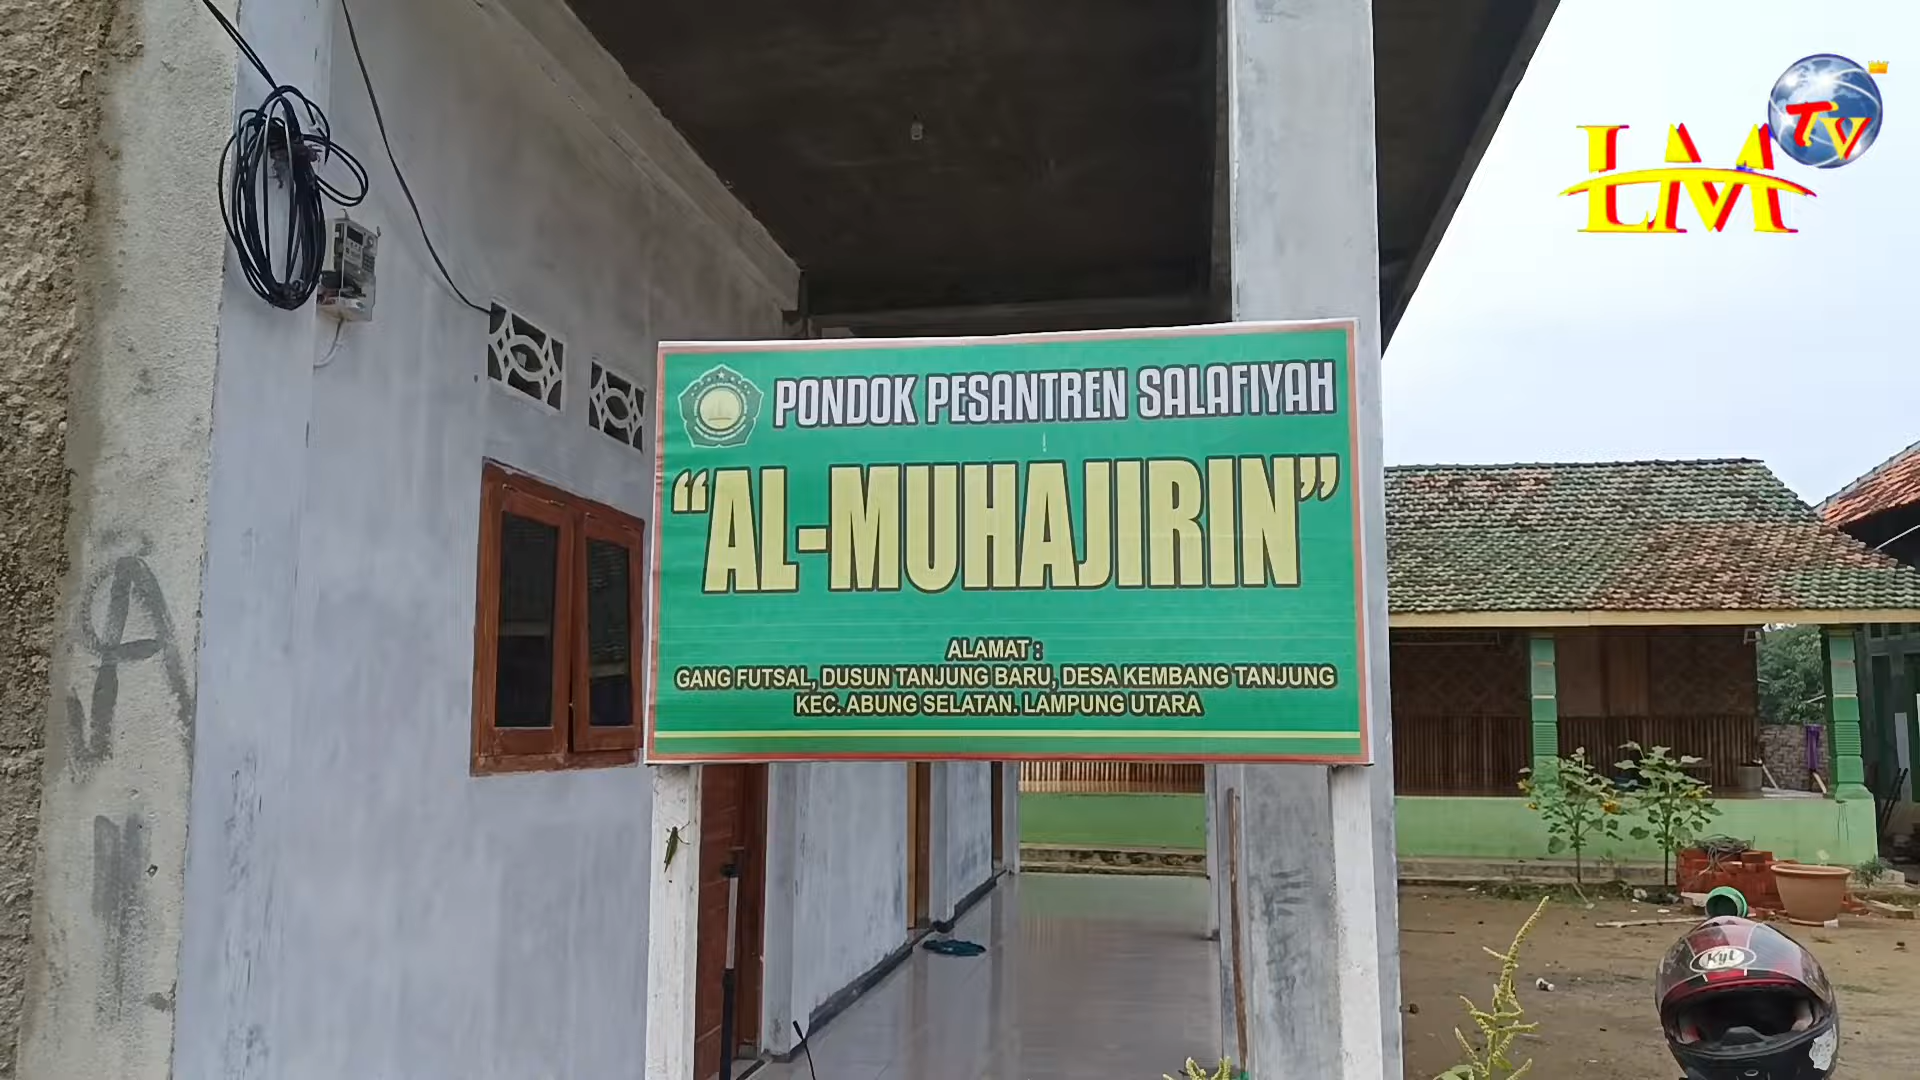 LM
TV
PONDOK PESANTREN SALAFIYAH
“AL-MUHAJIRIN”
ALAMAT :
GANG FUTSAL, DUSUN TANJUNG BARU, DESA KEMBANG TANJUNG
KEC. ABUNG SELATAN. LAMPUNG UTARA
Kyt